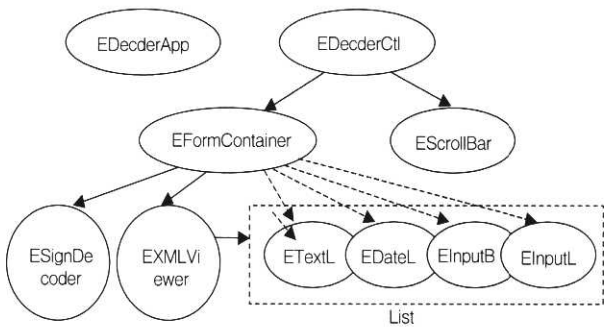 EDecderApp
EDecderCtl
EFormContainer
EScrollBar
ESignDe
coder
EXMLVi
ewer
ETextL
EDateL
EInputB
EInputL
List